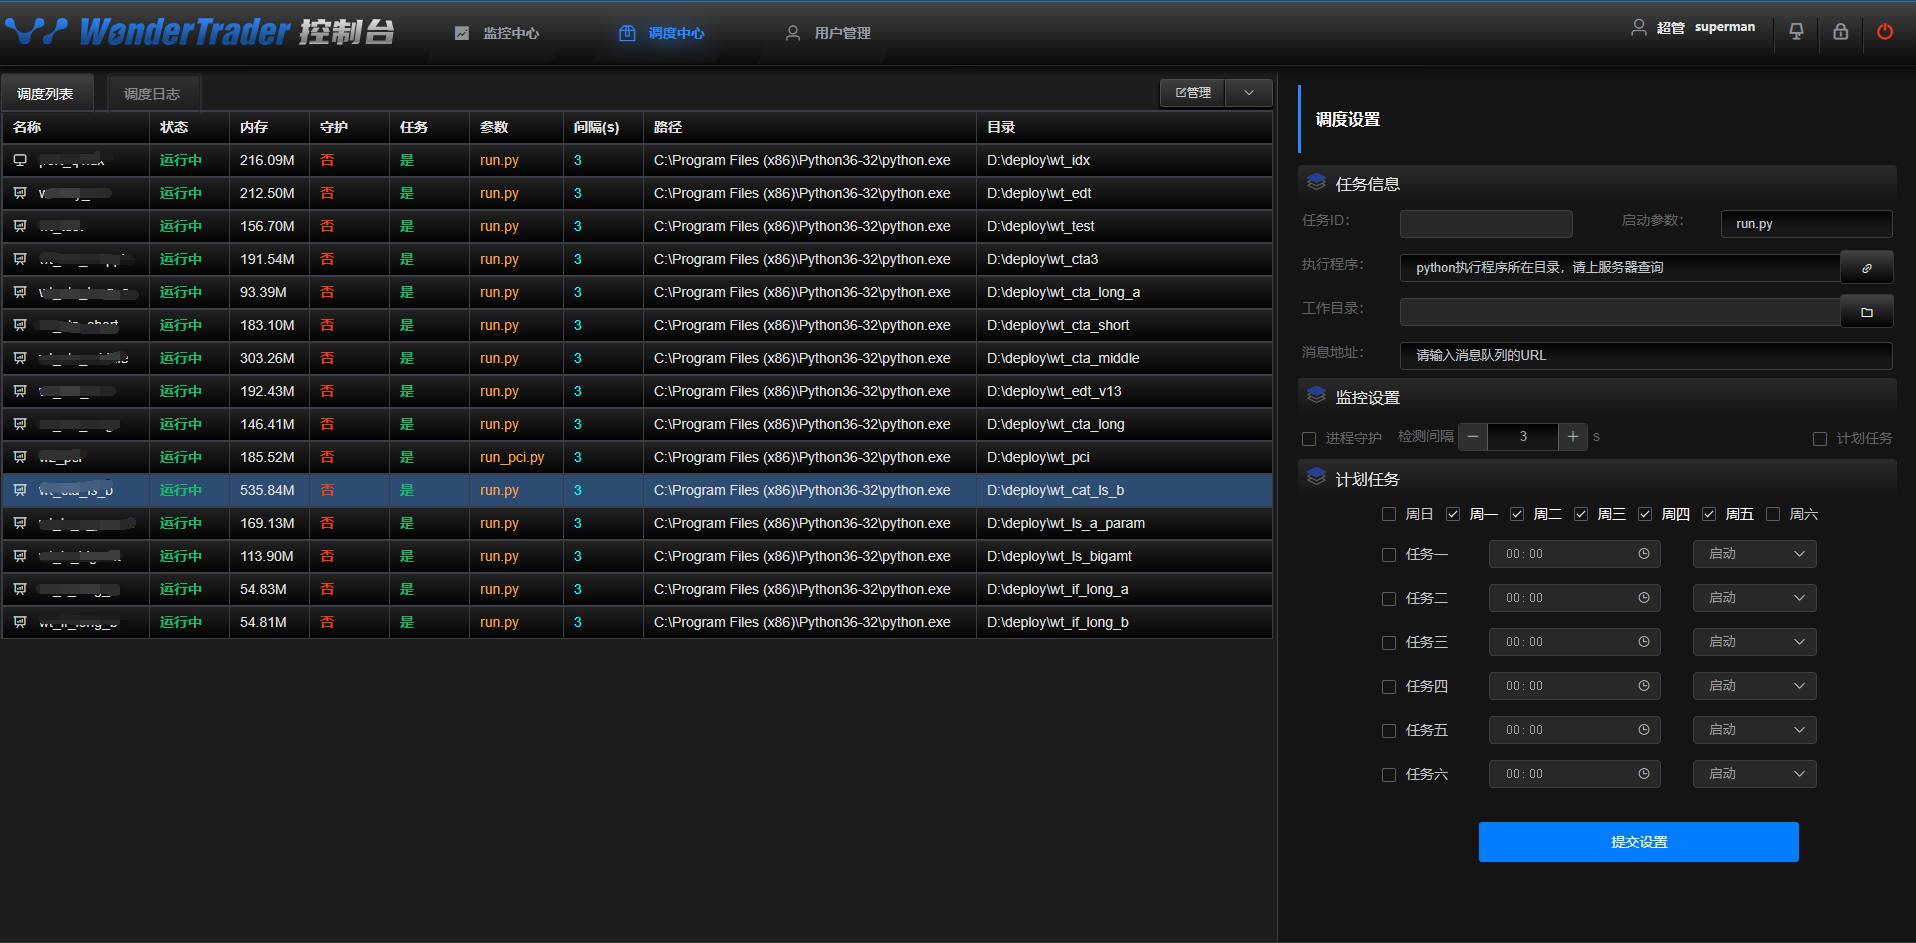 WonderTrader 控制台
监控中心 调度中心 用户管理 超管 superman
调度列表 调度日志 管理
名称 状态 内存 守护 任务 参数 间隔(s) 路径 目录
运行中 216.09M 否 是 run.py 3 C:\Program Files (x86)\Python36-32\python.exe D:\deploy\wt_idx
运行中 212.50M 否 是 run.py 3 C:\Program Files (x86)\Python36-32\python.exe D:\deploy\wt_edt
运行中 156.70M 否 是 run.py 3 C:\Program Files (x86)\Python36-32\python.exe D:\deploy\wt_test
运行中 191.54M 否 是 run.py 3 C:\Program Files (x86)\Python36-32\python.exe D:\deploy\wt_cta3
运行中 93.39M 否 是 run.py 3 C:\Program Files (x86)\Python36-32\python.exe D:\deploy\wt_cta_long_a
运行中 183.10M 否 是 run.py 3 C:\Program Files (x86)\Python36-32\python.exe D:\deploy\wt_cta_short
运行中 303.26M 否 是 run.py 3 C:\Program Files (x86)\Python36-32\python.exe D:\deploy\wt_cta_middle
运行中 192.43M 否 是 run.py 3 C:\Program Files (x86)\Python36-32\python.exe D:\deploy\wt_edt_v13
运行中 146.41M 否 是 run.py 3 C:\Program Files (x86)\Python36-32\python.exe D:\deploy\wt_cta_long
运行中 185.52M 否 是 run_pci.py 3 C:\Program Files (x86)\Python36-32\python.exe D:\deploy\wt_pci
运行中 535.84M 否 是 run.py 3 C:\Program Files (x86)\Python36-32\python.exe D:\deploy\wt_cat_ls_b
运行中 169.13M 否 是 run.py 3 C:\Program Files (x86)\Python36-32\python.exe D:\deploy\wt_ls_a_param
运行中 113.90M 否 是 run.py 3 C:\Program Files (x86)\Python36-32\python.exe D:\deploy\wt_ls_bigamt
运行中 54.83M 否 是 run.py 3 C:\Program Files (x86)\Python36-32\python.exe D:\deploy\wt_if_long_a
运行中 54.81M 否 是 run.py 3 C:\Program Files (x86)\Python36-32\python.exe D:\deploy\wt_if_long_b
调度设置
任务信息
任务ID: 启动参数: run.py
执行程序: python执行程序所在目录，请上服务器查询
工作目录:
消息地址: 请输入消息队列的URL
监控设置
进程守护 检测间隔 − 3 + s 计划任务
计划任务
周日 周一 周二 周三 周四 周五 周六
任务一 00:00 启动
任务二 00:00 启动
任务三 00:00 启动
任务四 00:00 启动
任务五 00:00 启动
任务六 00:00 启动
提交设置